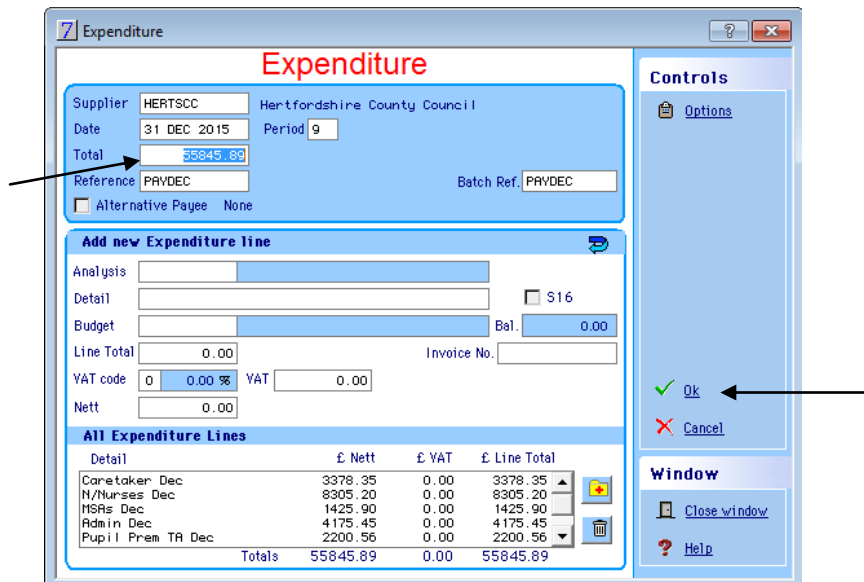 7 Expenditure
Expenditure
Supplier HERTSCC Hertfordshire County Council
Date 31 DEC 2015 Period 9
Total 55845.89
Reference PAYDEC Batch Ref. PAYDEC
Alternative Payee None
Add new Expenditure line
Analysis
Detail S16
Budget Bal. 0.00
Line Total 0.00 Invoice No.
VAT code 0 0.00 % VAT 0.00
Nett 0.00
All Expenditure Lines
Detail £ Nett £ VAT £ Line Total
Caretaker Dec 3378.35 0.00 3378.35
N/Nurses Dec 8305.20 0.00 8305.20
MSAs Dec 1425.90 0.00 1425.90
Admin Dec 4175.45 0.00 4175.45
Pupil Prem TA Dec 2200.56 0.00 2200.56
Totals 55845.89 0.00 55845.89
Controls
Options
Ok
Cancel
Window
Close window
? Help